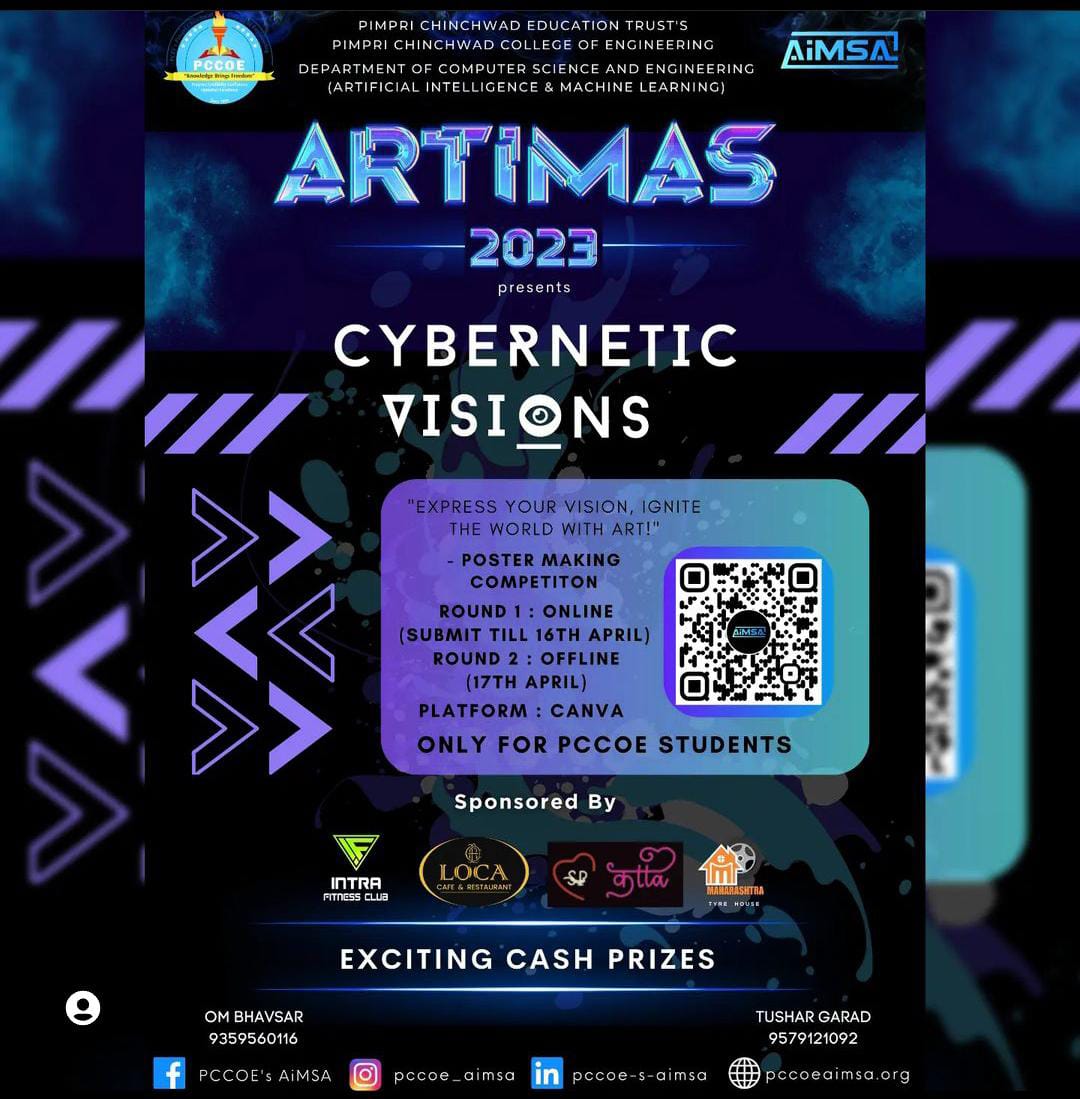 PCCOE
"Knowledge Brings Freedom"
PIMPRI CHINCHWAD EDUCATION TRUST'S
PIMPRI CHINCHWAD COLLEGE OF ENGINEERING
DEPARTMENT OF COMPUTER SCIENCE AND ENGINEERING
(ARTIFICIAL INTELLIGENCE & MACHINE LEARNING)
AiMSA
ARTIMAS
2023
presents
CYBERNETIC
VISIONS
"EXPRESS YOUR VISION, IGNITE
THE WORLD WITH ART!"
- POSTER MAKING
COMPETITON
ROUND 1 : ONLINE
(SUBMIT TILL 16TH APRIL)
ROUND 2 : OFFLINE
(17TH APRIL)
PLATFORM : CANVA
AiMSA
ONLY FOR PCCOE STUDENTS
Sponsored By
INTRA
FITNESS CLUB
LOCA
CAFE & RESTAURANT
SP
कट्टा
MAHARASHTRA
TYRE HOUSE
EXCITING CASH PRIZES
OM BHAVSAR
9359560116
TUSHAR GARAD
9579121092
PCCOE's AiMSA
pccoe_aimsa
pccoe-s-aimsa
pccoeaimsa.org